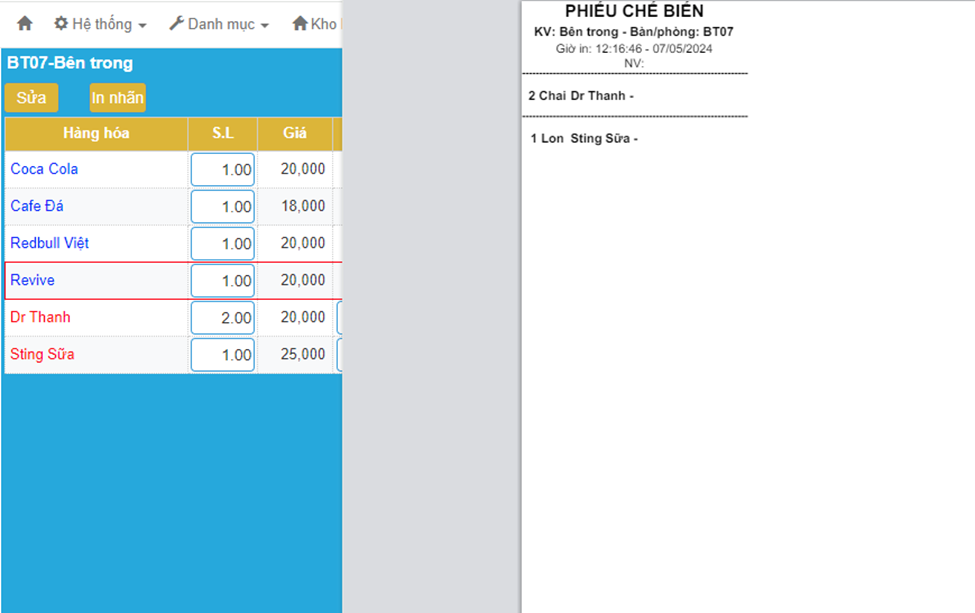 Hệ thống Danh mục Kho
BT07-Bên trong
Sửa In nhãn
Hàng hóa S.L Giá
Coca Cola 1.00 20,000
Cafe Đá 1.00 18,000
Redbull Việt 1.00 20,000
Revive 1.00 20,000
Dr Thanh 2.00 20,000
Sting Sữa 1.00 25,000
PHIẾU CHẾ BIẾN
KV: Bên trong - Bàn/phòng: BT07
Giờ in: 12:16:46 - 07/05/2024
NV:
2 Chai Dr Thanh -
1 Lon Sting Sữa -